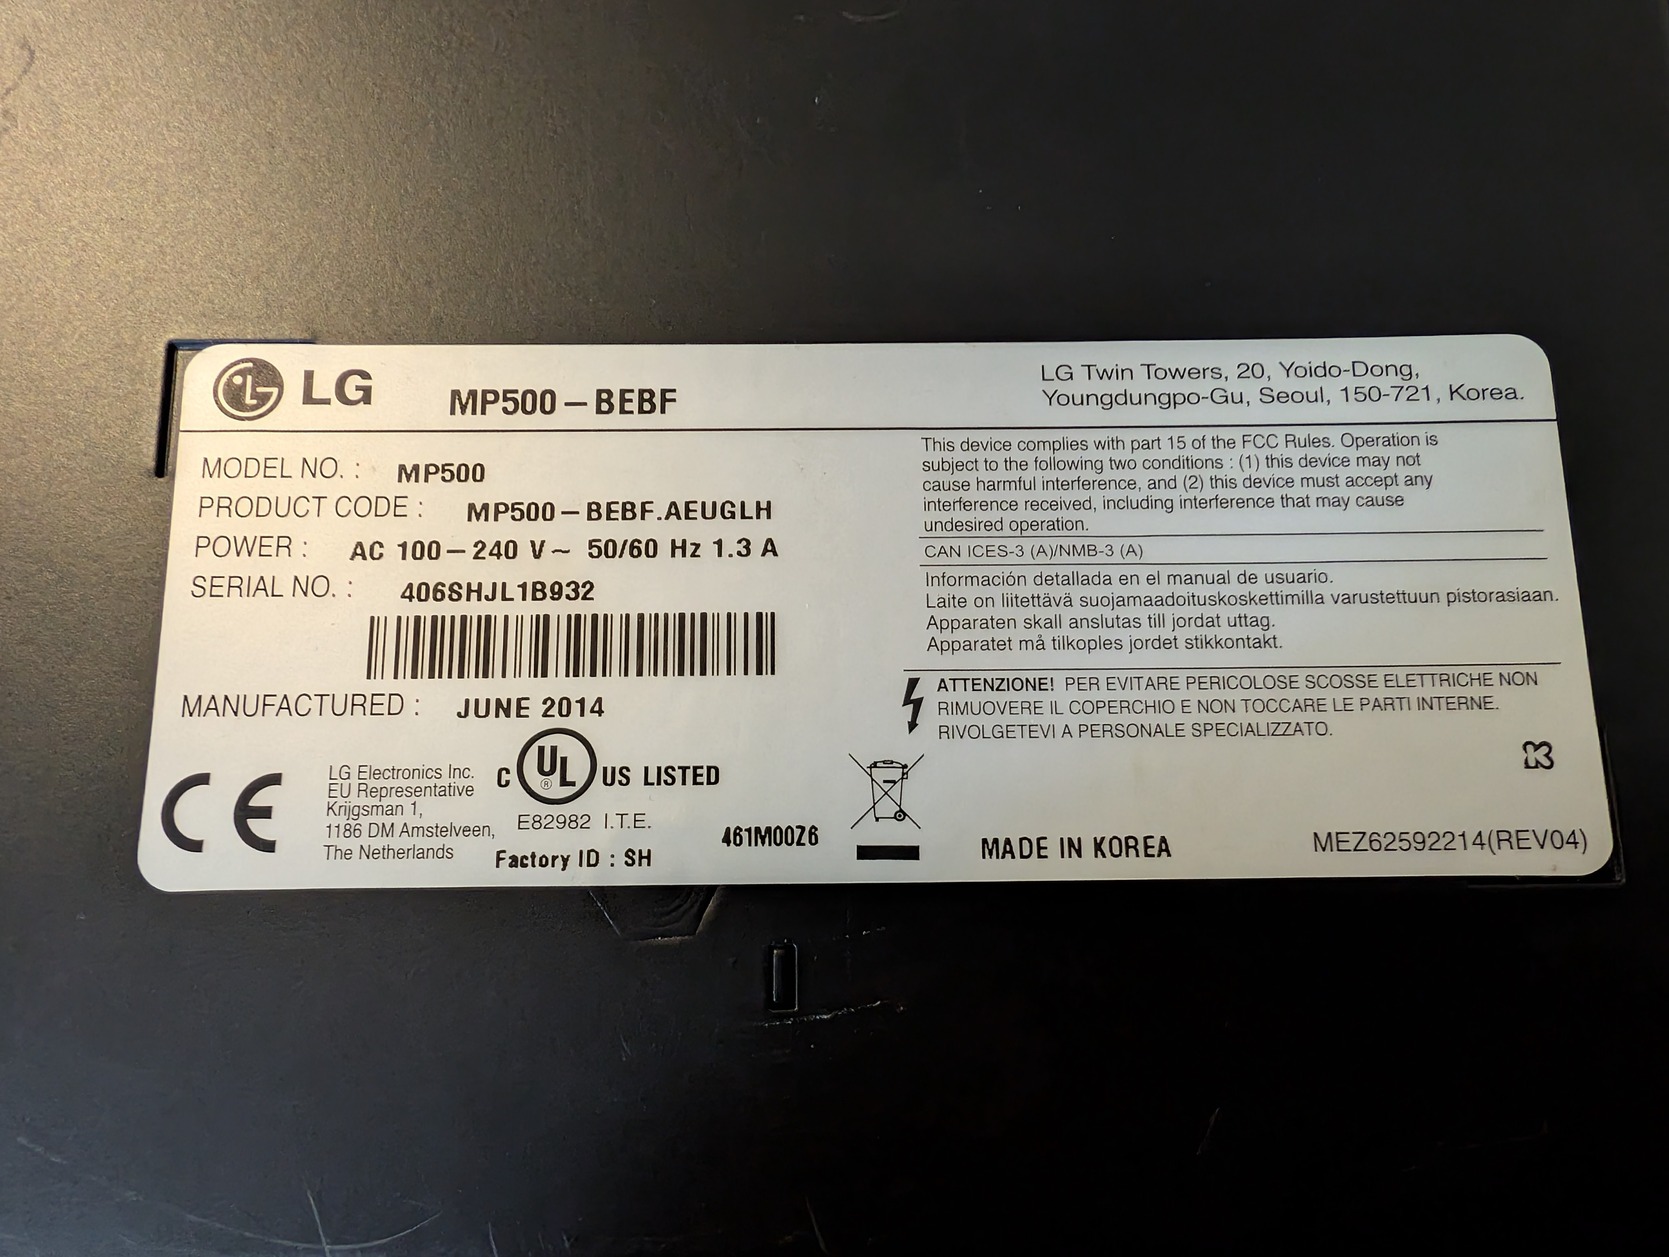 LG
MP500-BEBF
LG Twin Towers, 20, Yoido-Dong,
Youngdungpo-Gu, Seoul, 150-721, Korea.
MODEL NO. : MP500
PRODUCT CODE : MP500-BEBF.AEUGLH
POWER : AC 100-240 V~ 50/60 Hz 1.3 A
SERIAL NO. : 406SHJL1B932
MANUFACTURED : JUNE 2014
CE
LG Electronics Inc.
EU Representative
Krijgsman 1,
1186 DM Amstelveen,
The Netherlands
C UL ® US LISTED
E82982 I.T.E.
Factory ID : SH
461M00Z6
This device complies with part 15 of the FCC Rules. Operation is
subject to the following two conditions : (1) this device may not
cause harmful interference, and (2) this device must accept any
interference received, including interference that may cause
undesired operation.
CAN ICES-3 (A)/NMB-3 (A)
Información detallada en el manual de usuario.
Laite on liitettävä suojamaadoituskoskettimilla varustettuun pistorasiaan.
Apparaten skall anslutas till jordat uttag.
Apparatet må tilkoples jordet stikkontakt.
ATTENZIONE! PER EVITARE PERICOLOSE SCOSSE ELETTRICHE NON
RIMUOVERE IL COPERCHIO E NON TOCCARE LE PARTI INTERNE.
RIVOLGETEVI A PERSONALE SPECIALIZZATO.
MADE IN KOREA
MEZ62592214(REV04)